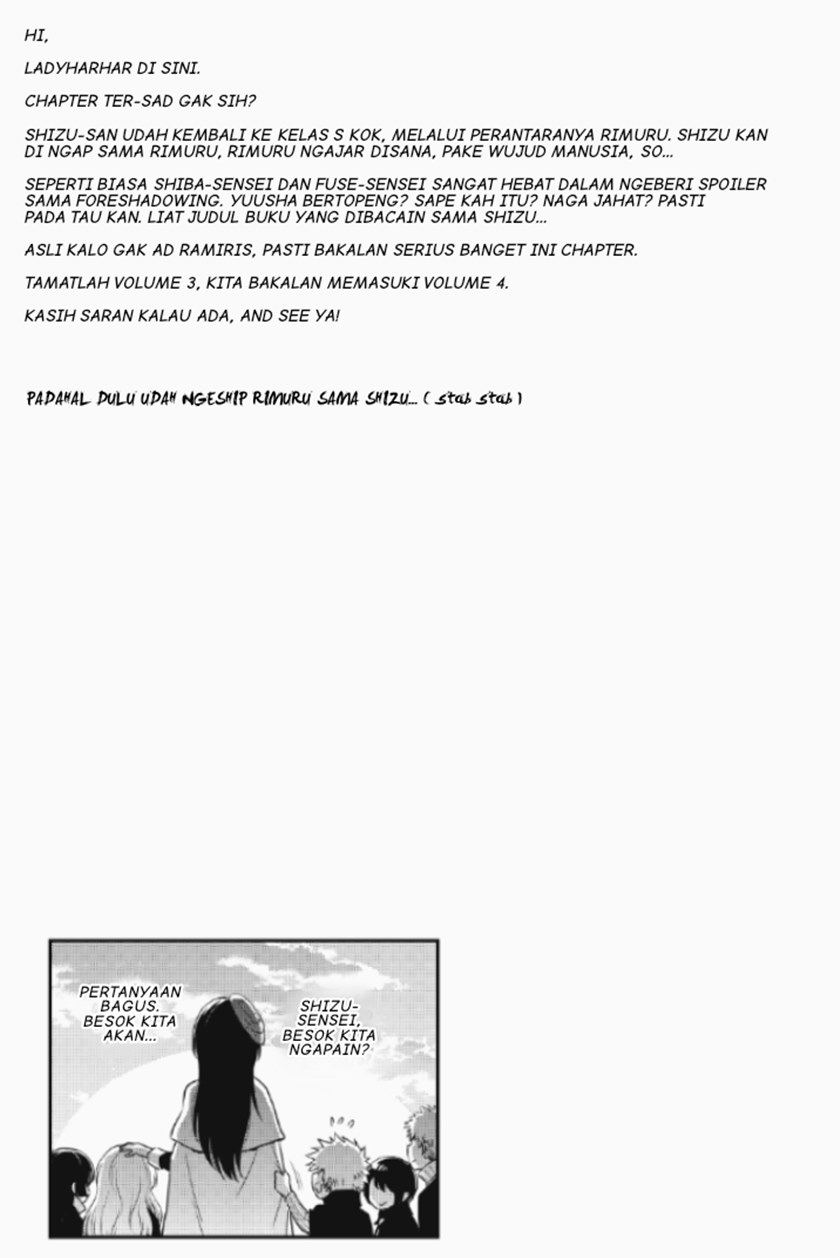 HI,
LADYHARHAR DI SINI.
CHAPTER TER-SAD GAK SIH?
SHIZU-SAN UDAH KEMBALI KE KELAS S KOK, MELALUI PERANTARANYA RIMURU. SHIZU KAN
DI NGAP SAMA RIMURU, RIMURU NGAJAR DISANA, PAKE WUJUD MANUSIA, SO...
SEPERTI BIASA SHIBA-SENSEI DAN FUSE-SENSEI SANGAT HEBAT DALAM NGEBERI SPOILER
SAMA FORESHADOWING. YUUSHA BERTOPENG? SAPE KAH ITU? NAGA JAHAT? PASTI
PADA TAU KAN. LIAT JUDUL BUKU YANG DIBACAIN SAMA SHIZU...
ASLI KALO GAK AD RAMIRIS, PASTI BAKALAN SERIUS BANGET INI CHAPTER.
TAMATLAH VOLUME 3, KITA BAKALAN MEMASUKI VOLUME 4.
KASIH SARAN KALAU ADA, AND SEE YA!
PADAHAL DULU UDAH NGESHIP RIMURU SAMA SHIZU... ( stab stab )
SHIZU-
SENSEI,
BESOK KITA
NGAPAIN?
PERTANYAAN
BAGUS.
BESOK KITA
AKAN...